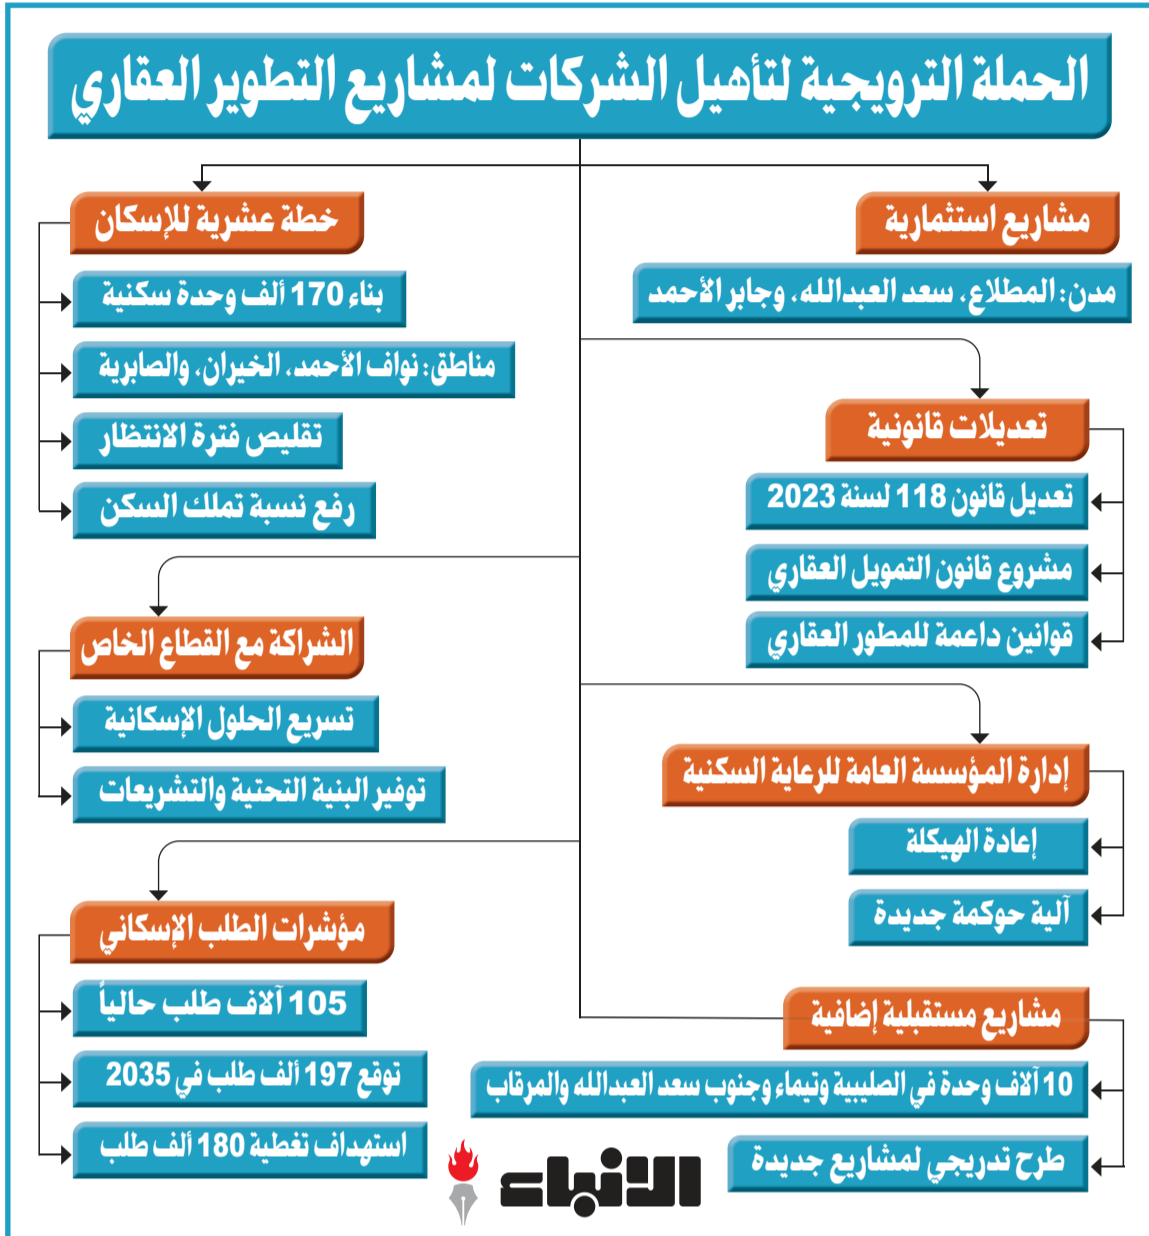 الحملة الترويجية لتأهيل الشركات لمشاريع التطوير العقاري
مشاريع استثمارية
مدن: المطلاع، سعد العبدالله، وجابر الأحمد
تعديلات قانونية
تعديل قانون 118 لسنة 2023
مشروع قانون التمويل العقاري
قوانين داعمة للمطور العقاري
إدارة المؤسسة العامة للرعاية السكنية
إعادة الهيكلة
آلية حوكمة جديدة
مشاريع مستقبلية إضافية
10 آلاف وحدة في الصليبية وتيماء وجنوب سعد العبدالله والمرقاب
طرح تدريجي لمشاريع جديدة
خطة عشرية للإسكان
بناء 170 ألف وحدة سكنية
مناطق: نواف الأحمد، الخيران، والصابرية
تقليص فترة الانتظار
رفع نسبة تملك السكن
الشراكة مع القطاع الخاص
تسريع الحلول الإسكانية
توفير البنية التحتية والتشريعات
مؤشرات الطلب الإسكاني
105 آلاف طلب حالياً
توقع 197 ألف طلب في 2035
استهداف تغطية 180 ألف طلب
الأنباء